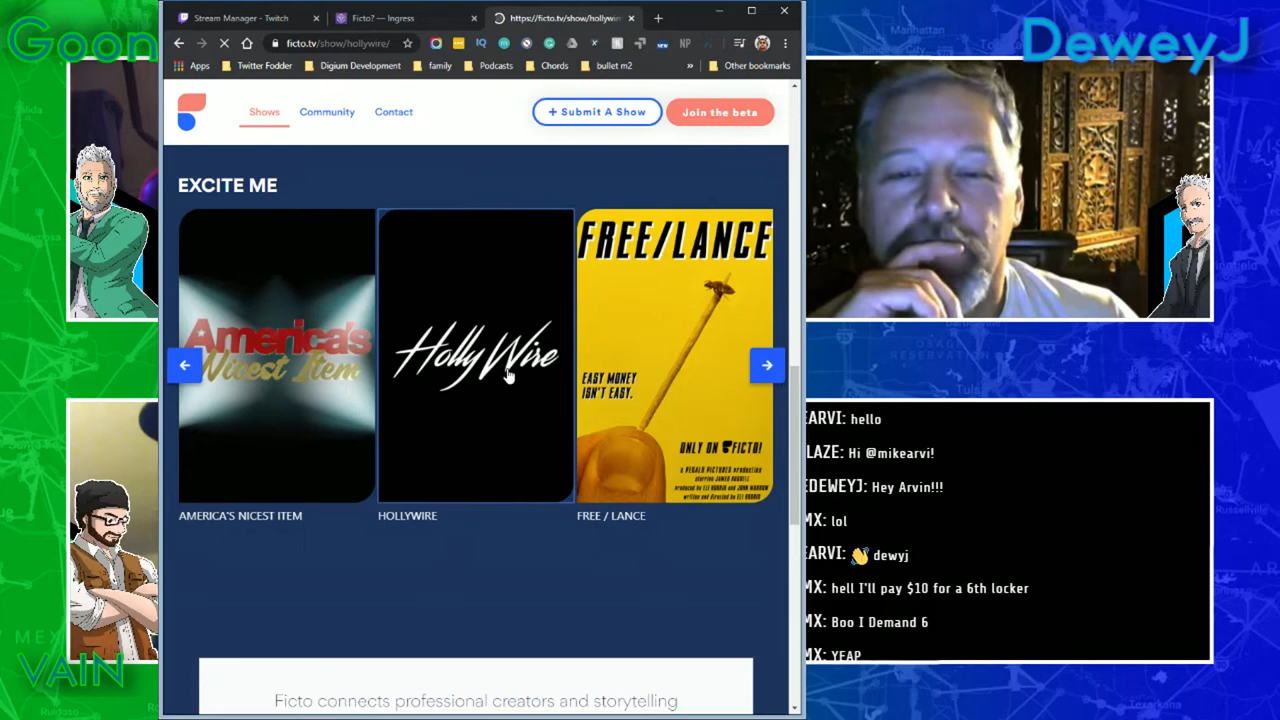 Goon
DeweyJ
Stream Manager - Twitch
Ficto? — Ingress
https://ficto.tv/show/hollywir
ficto.tv/show/hollywire/
Apps
Twitter Fodder
Digium Development
family
Podcasts
Chords
bullet m2
»
Other bookmarks
Shows
Community
Contact
+ Submit A Show
Join the beta
EXCITE ME
America's
Nicest Item
HollyWire
FREE/LANCE
EASY MONEY
ISN'T EASY.
ONLY ON FICTO!
AMERICA'S NICEST ITEM
HOLLYWIRE
FREE / LANCE
Ficto connects professional creators and storytelling
EARVI: hello
LAZE: Hi @mikearvi!
EDEWEYJ: Hey Arvin!!!
MX: lol
EARVI: 👋 dewyj
MX: hell I'll pay $10 for a 6th locker
MX: Boo I Demand 6
MX: YEAP
VAIN